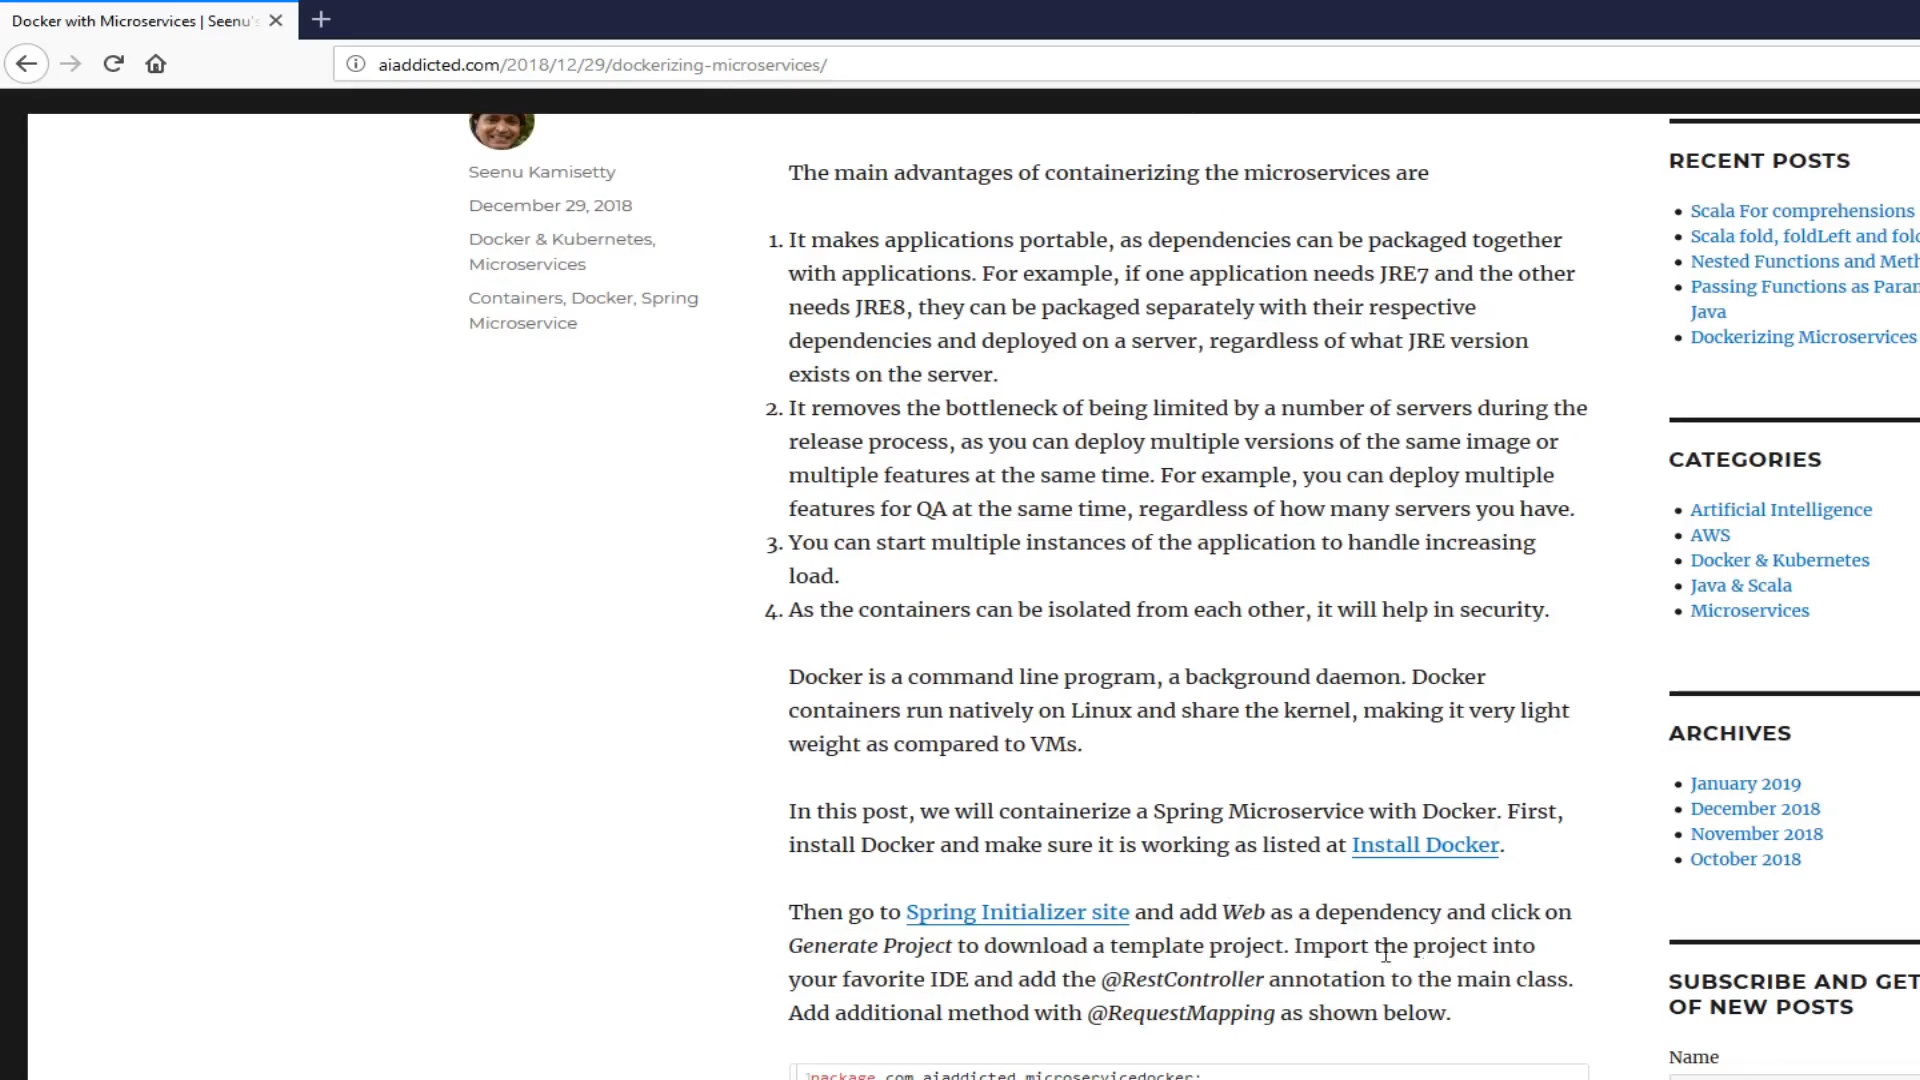 Docker with Microservices | Seenu's
aiaddicted.com/2018/12/29/dockerizing-microservices/
Seenu Kamisetty
December 29, 2018
Docker & Kubernetes,
Microservices
Containers, Docker, Spring
Microservice
The main advantages of containerizing the microservices are
1. It makes applications portable, as dependencies can be packaged together
with applications. For example, if one application needs JRE7 and the other
needs JRE8, they can be packaged separately with their respective
dependencies and deployed on a server, regardless of what JRE version
exists on the server.
2. It removes the bottleneck of being limited by a number of servers during the
release process, as you can deploy multiple versions of the same image or
multiple features at the same time. For example, you can deploy multiple
features for QA at the same time, regardless of how many servers you have.
3. You can start multiple instances of the application to handle increasing
load.
4. As the containers can be isolated from each other, it will help in security.
Docker is a command line program, a background daemon. Docker
containers run natively on Linux and share the kernel, making it very light
weight as compared to VMs.
In this post, we will containerize a Spring Microservice with Docker. First,
install Docker and make sure it is working as listed at Install Docker.
Then go to Spring Initializer site and add Web as a dependency and click on
Generate Project to download a template project. Import the project into
your favorite IDE and add the @RestController annotation to the main class.
Add additional method with @RequestMapping as shown below.
package com.aiaddicted.microservicedocker;
RECENT POSTS
Scala For comprehensions
Scala fold, foldLeft and
Nested Functions and
Passing Functions as
Java
Dockerizing Microservices
CATEGORIES
Artificial Intelligence
AWS
Docker & Kubernetes
Java & Scala
Microservices
ARCHIVES
January 2019
December 2018
November 2018
October 2018
SUBSCRIBE AND GET
OF NEW POSTS
Name